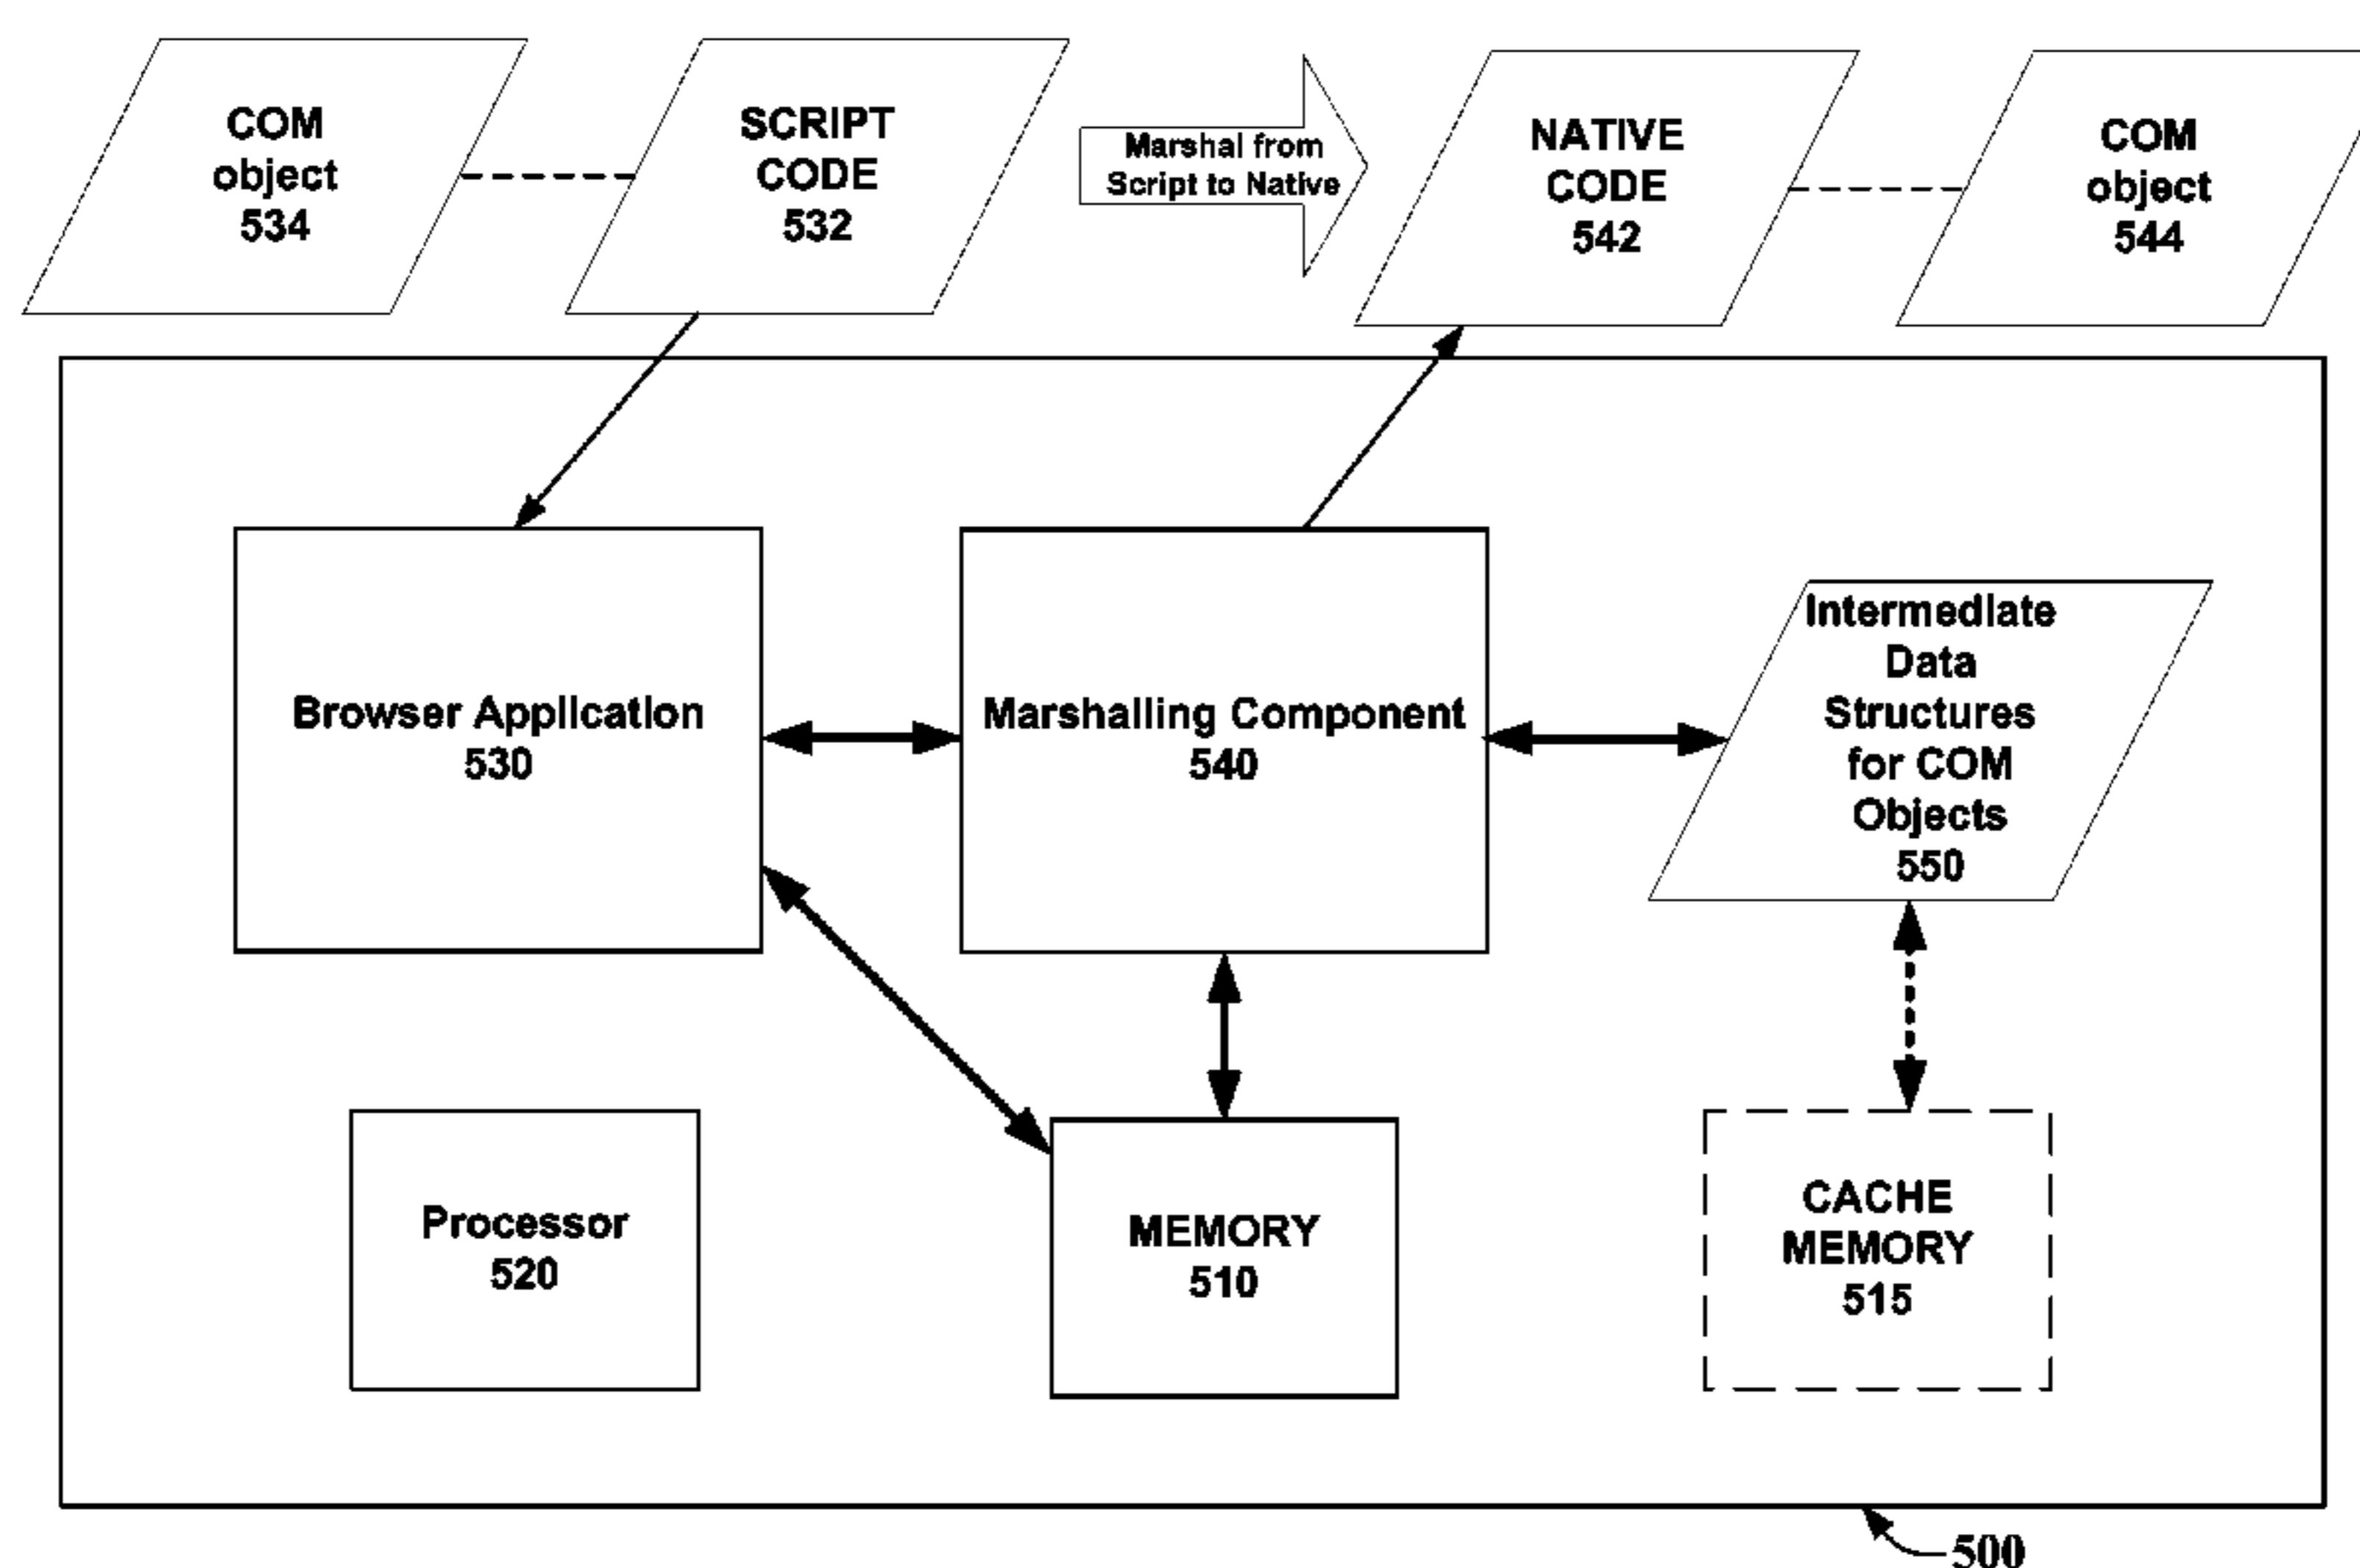 COM
object
534
SCRIPT
CODE
532
Marshal from
Script to Native
NATIVE
CODE
542
COM
object
544
Browser Application
530
Marshalling Component
540
Intermediate
Data
Structures
for COM
Objects
550
Processor
520
MEMORY
510
CACHE
MEMORY
515
500